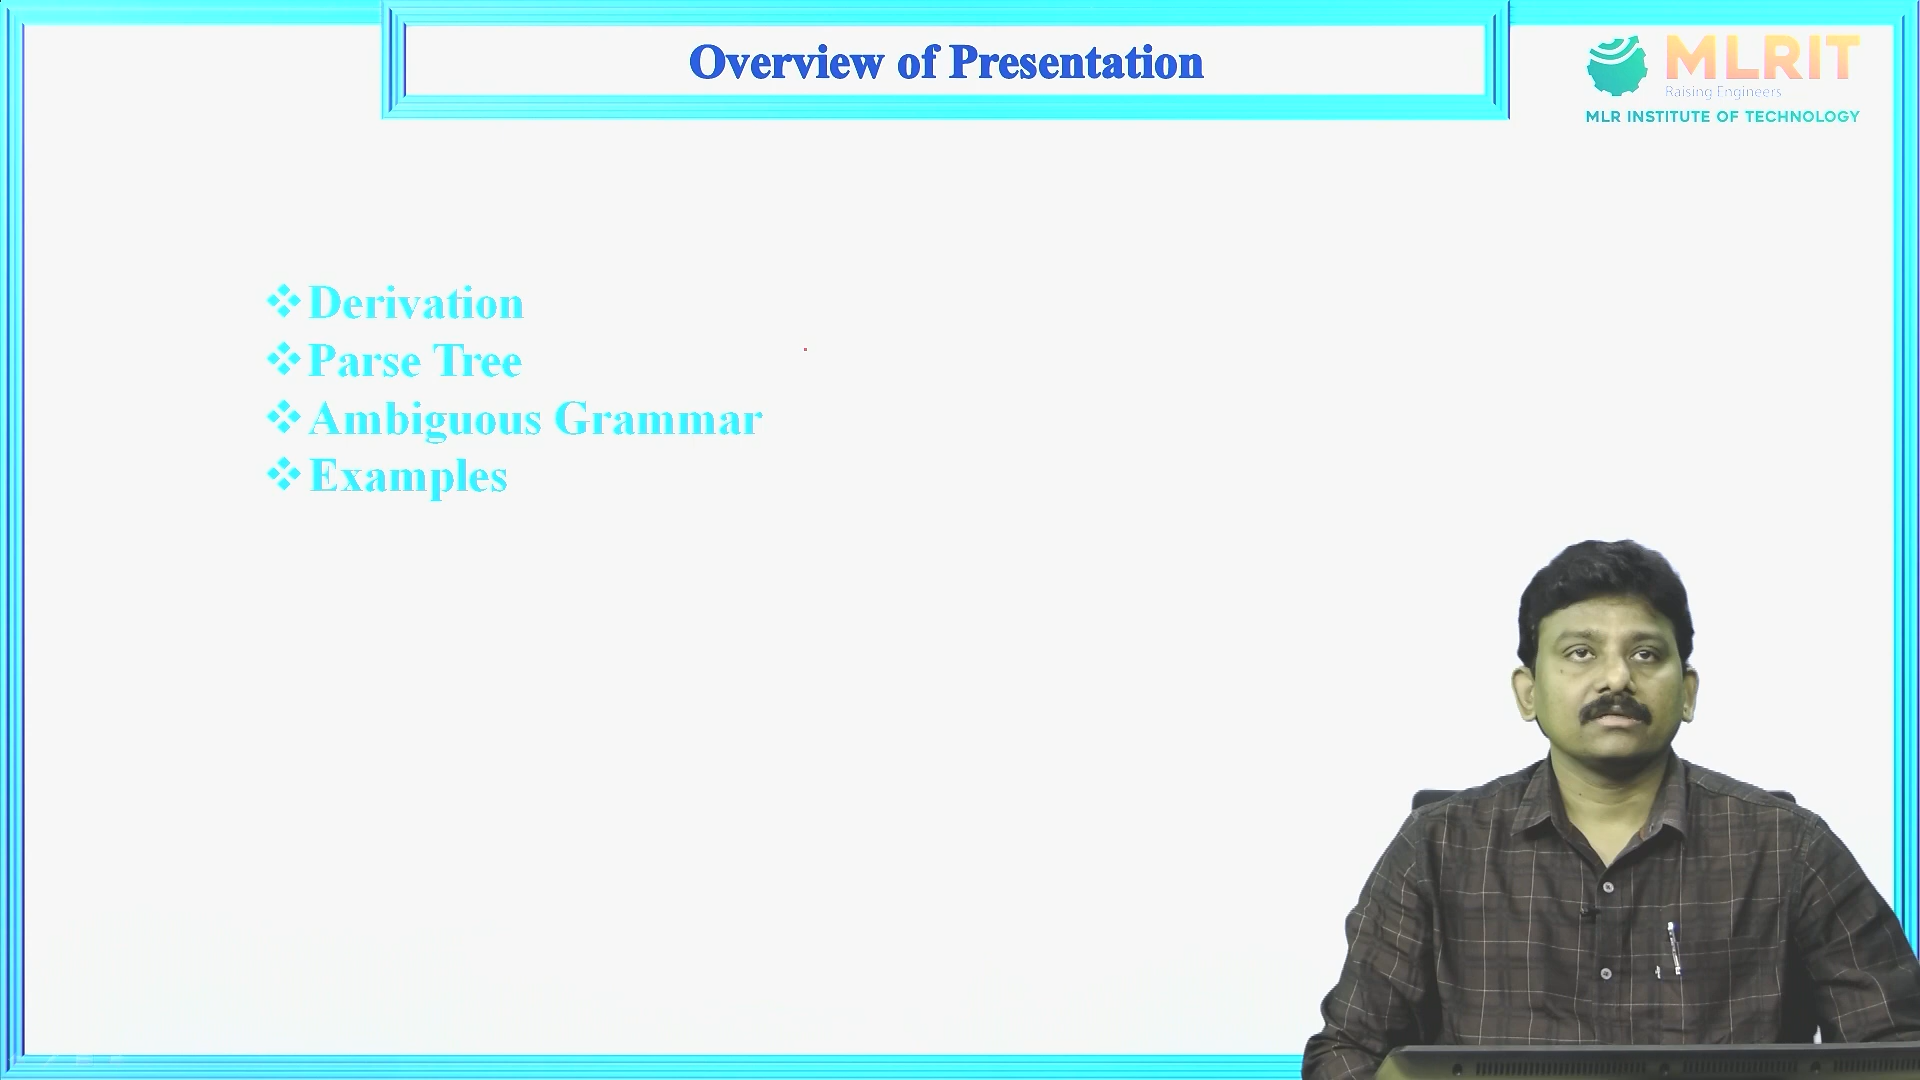 Overview of Presentation
MLRIT
Raising Engineers
MLR INSTITUTE OF TECHNOLOGY
❖Derivation
❖Parse Tree
❖Ambiguous Grammar
❖Examples